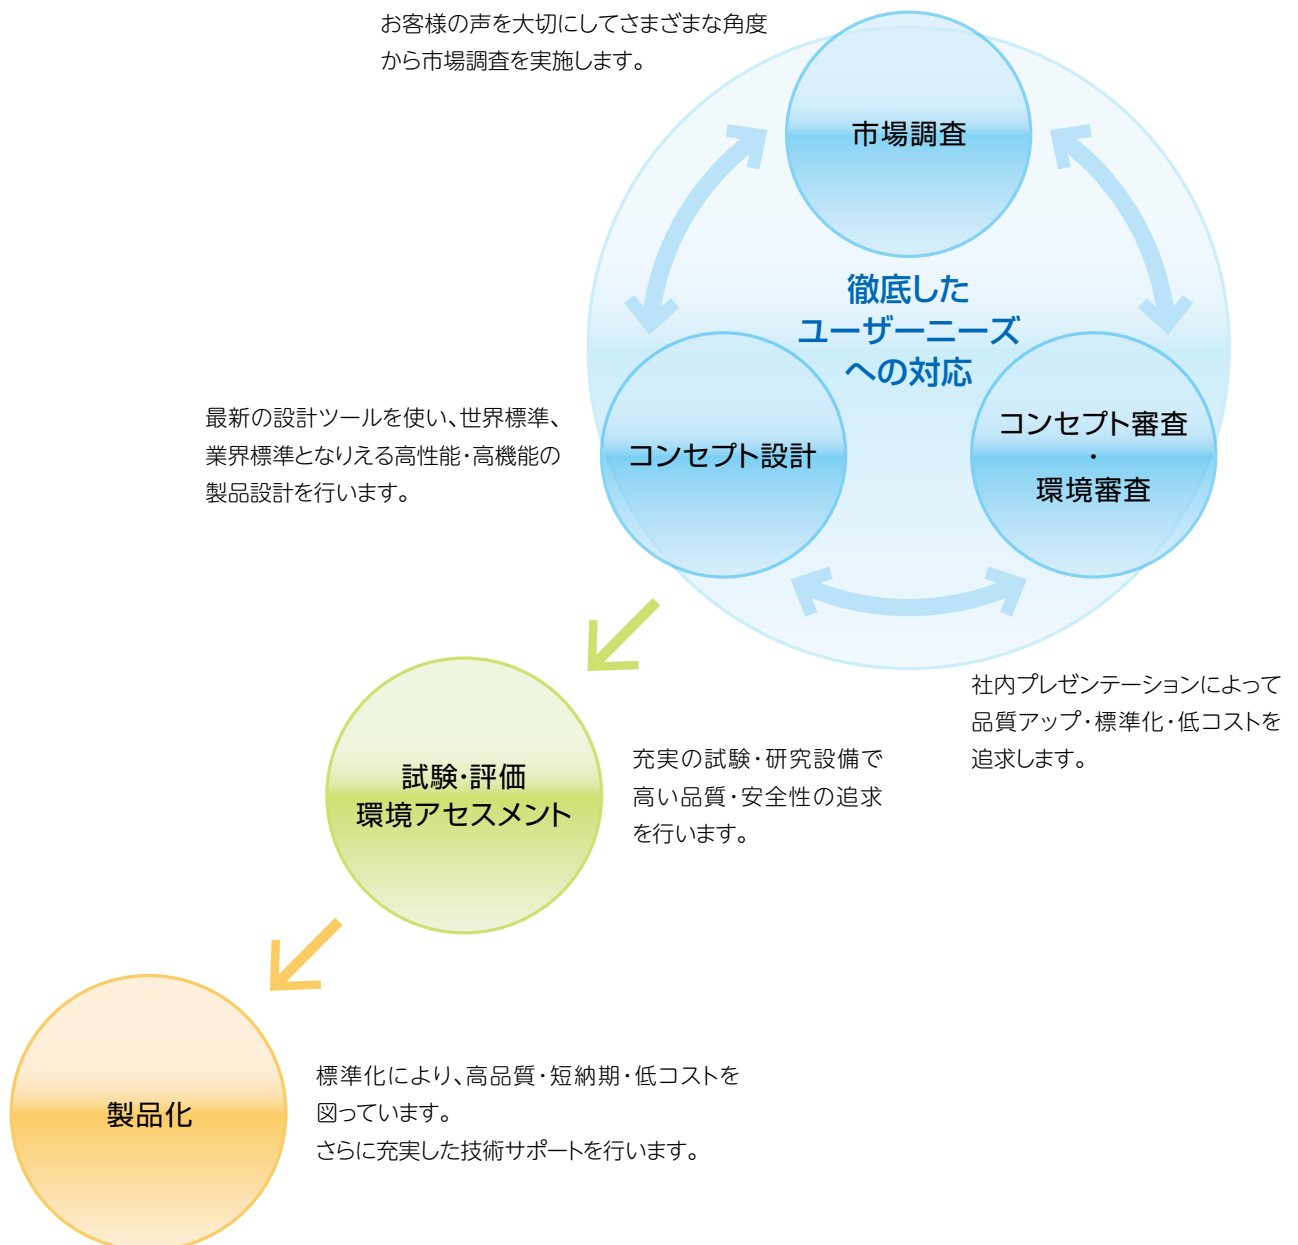 お客様の声を大切にしてさまざまな角度
から市場調査を実施します。
市場調査
徹底した
ユーザーニーズ
への対応
最新の設計ツールを使い、世界標準、
業界標準となりえる高性能・高機能の
製品設計を行います。
コンセプト設計
コンセプト審査
・
環境審査
社内プレゼンテーションによって
品質アップ・標準化・低コストを
追求します。
試験・評価
環境アセスメント
充実の試験・研究設備で
高い品質・安全性の追求
を行います。
製品化
標準化により、高品質・短納期・低コストを
図っています。
さらに充実した技術サポートを行います。